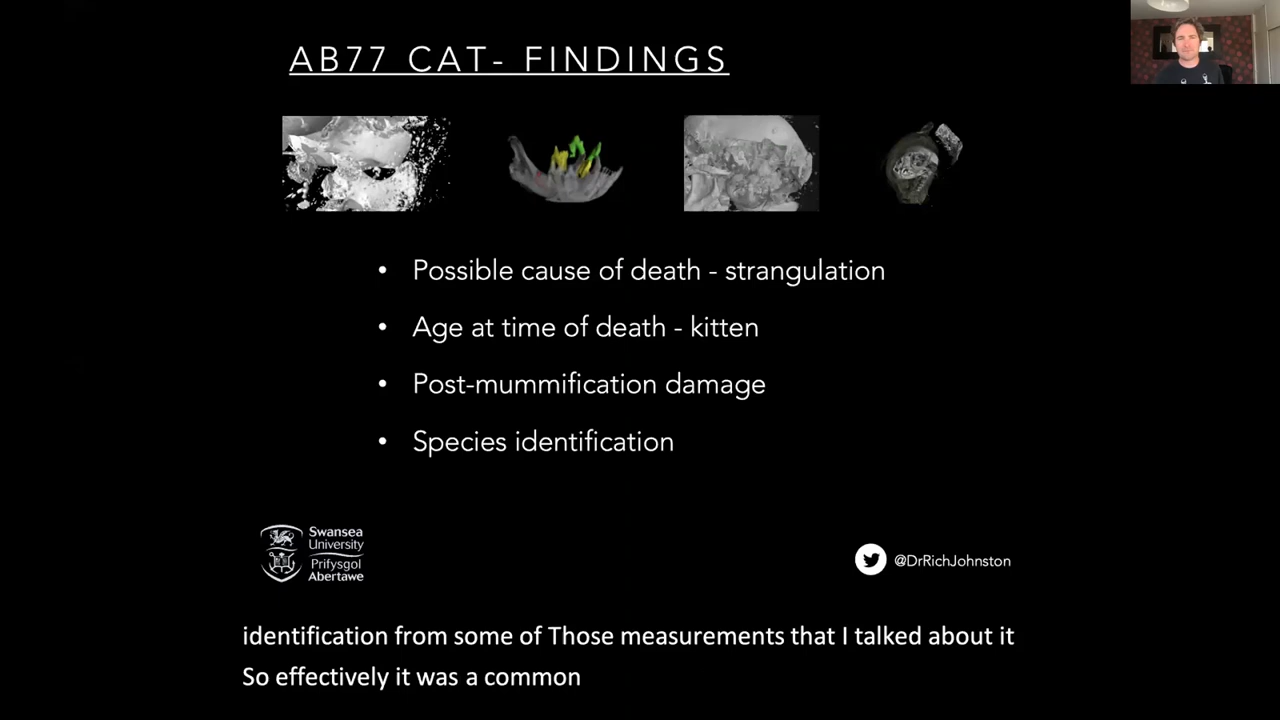 AB77 CAT- FINDINGS
• Possible cause of death - strangulation
• Age at time of death - kitten
• Post-mummification damage
• Species identification
Swansea
University
Prifysgol
Abertawe
@DrRichJohnston
identification from some of Those measurements that I talked about it
So effectively it was a common